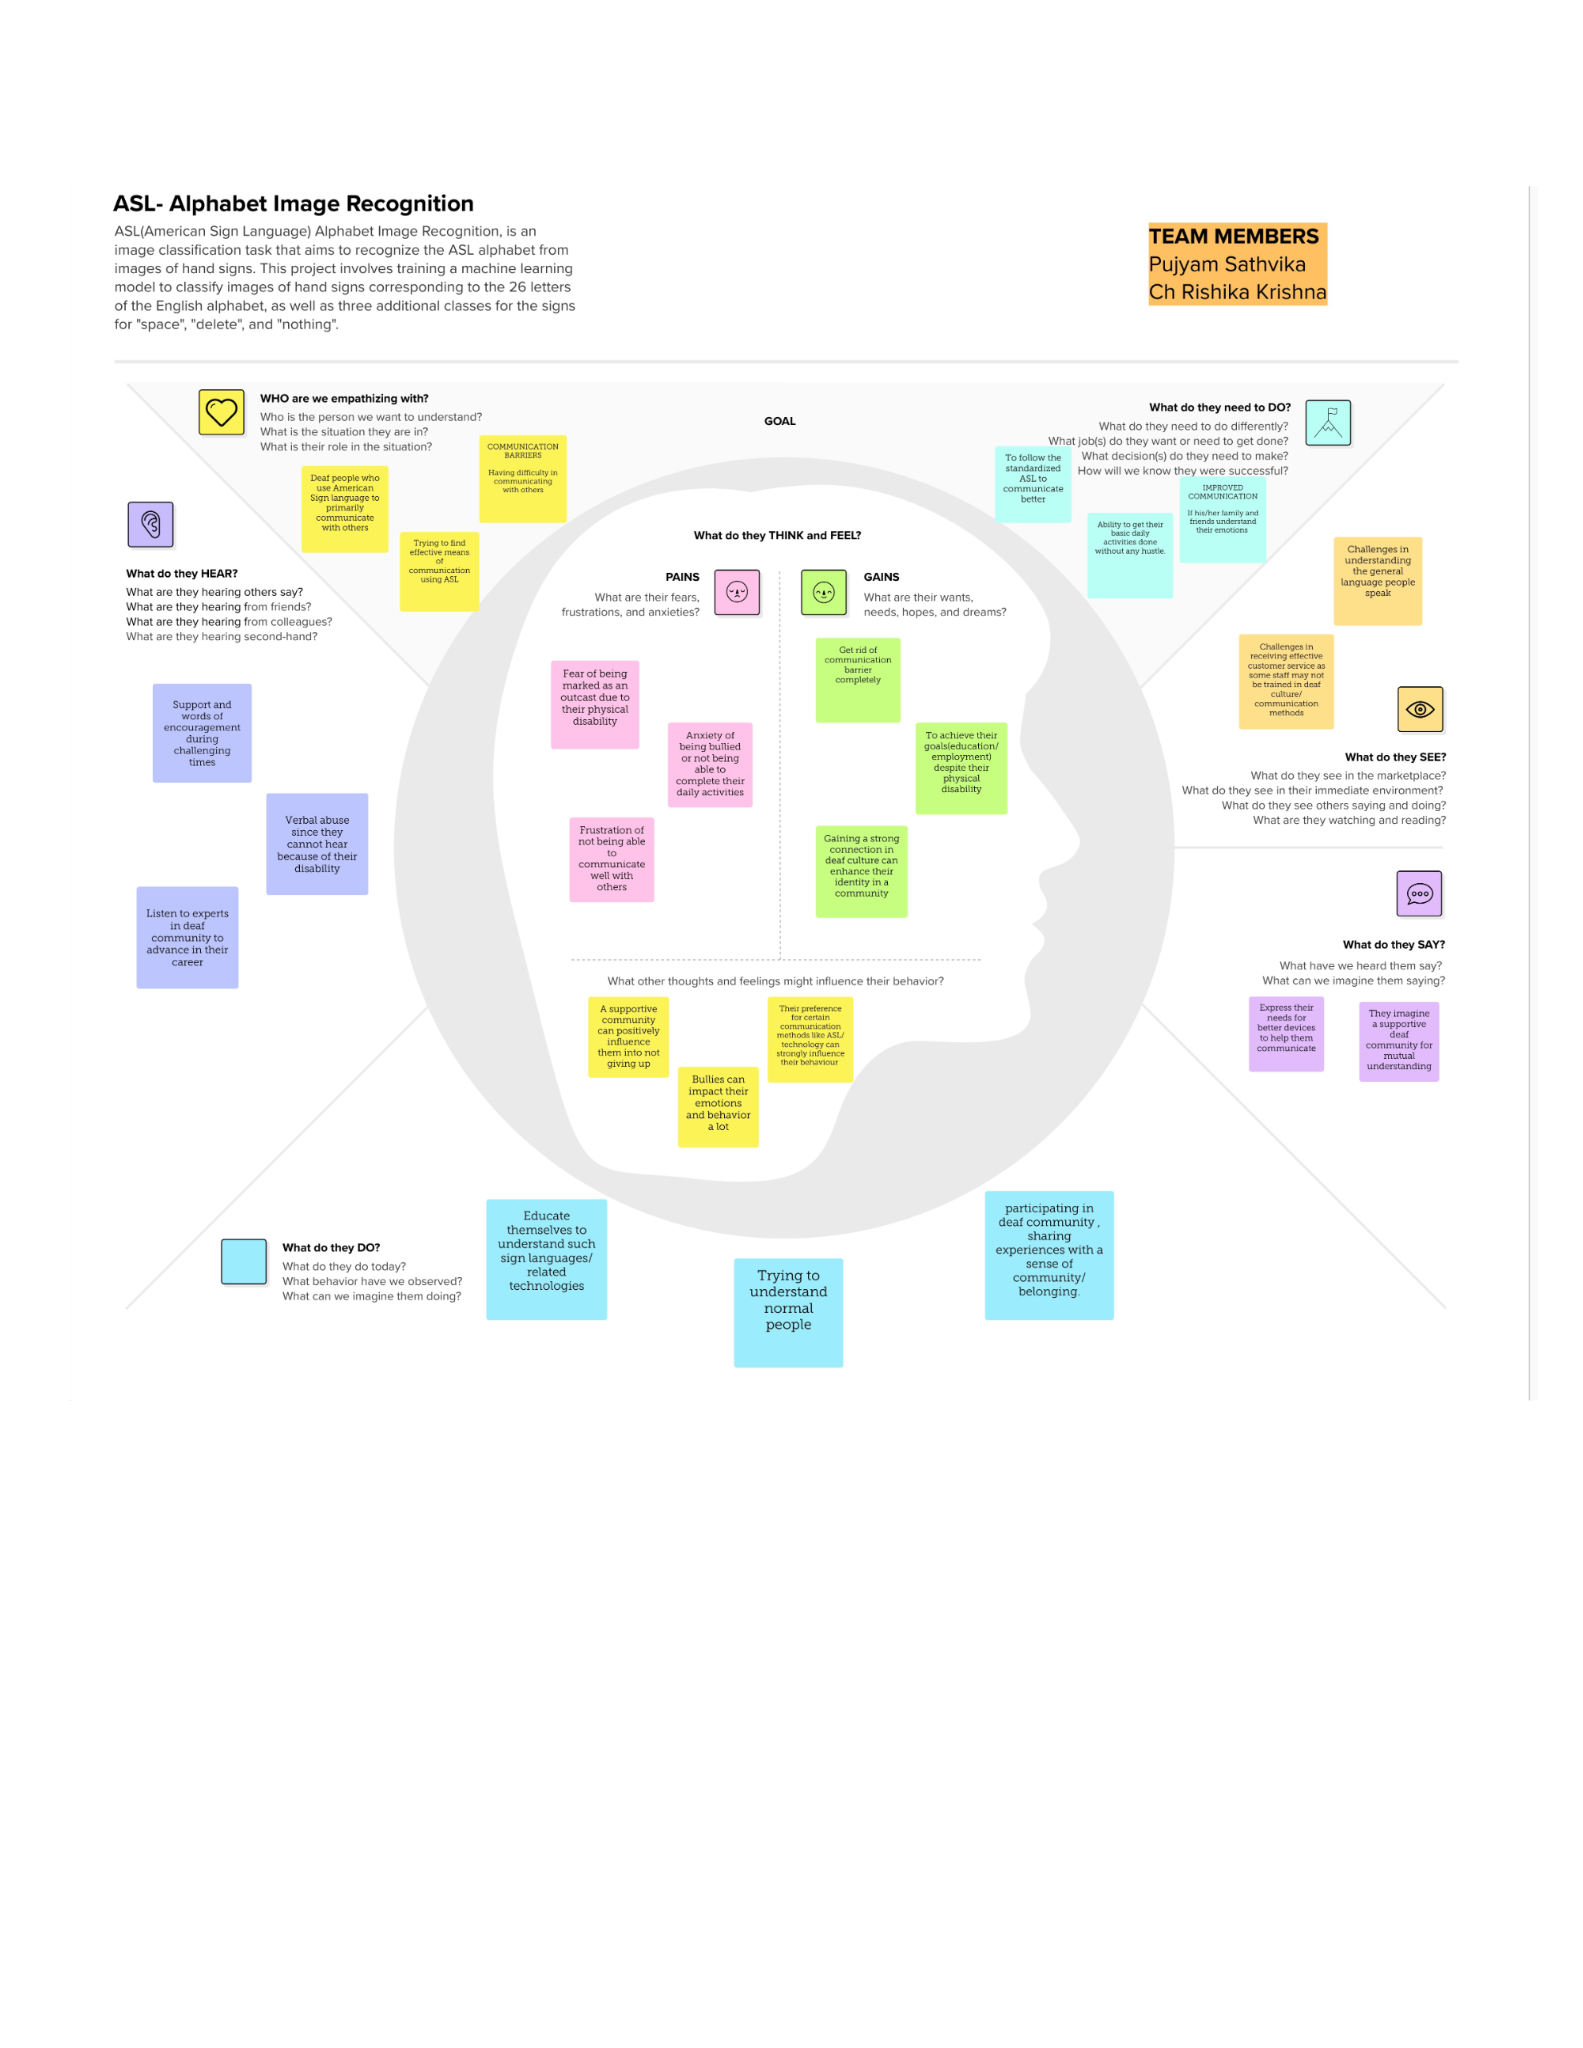 ASL- Alphabet Image Recognition
ASL(American Sign Language) Alphabet Image Recognition, is an
image classification task that aims to recognize the ASL alphabet from
images of hand signs. This project involves training a machine learning
model to classify images of hand signs corresponding to the 26 letters
of the English alphabet, as well as three additional classes for the signs
for "space", "delete", and "nothing".
TEAM MEMBERS
Pujyam Sathvika
Ch Rishika Krishna
WHO are we empathizing with?
Who is the person we want to understand?
What is the situation they are in?
What is their role in the situation?
Deaf people who
use American
Sign language to
primarily
communicate
with others
Trying to find
effective means
of
communication
using ASL
COMMUNICATION
BARRIERS
Having difficulty in
communicating
with others
GOAL
What do they need to DO?
What do they need to do differently?
What job(s) do they want or need to get done?
What decision(s) do they need to make?
How will we know they were successful?
To follow the
standardized
ASL to
communicate
better
Ability to get their
basic daily
activities done
without any hustle.
IMPROVED
COMMUNICATION
If his/her family and
friends understand
their emotions
What do they HEAR?
What are they hearing others say?
What are they hearing from friends?
What are they hearing from colleagues?
What are they hearing second-hand?
Support and
words of
encouragement
during
challenging
times
Verbal abuse
since they
cannot hear
because of their
disability
Listen to experts
in deaf
community to
advance in their
career
What do they THINK and FEEL?
PAINS
What are their fears,
frustrations, and anxieties?
Fear of being
marked as an
outcast due to
their physical
disability
Anxiety of
being bullied
or not being
able to
complete their
daily activities
Frustration of
not being able
to
communicate
well with
others
GAINS
What are their wants,
needs, hopes, and dreams?
Get rid of
communication
barrier
completely
To achieve their
goals(education/
employment)
despite their
physical
disability
Gaining a strong
connection in
deaf culture can
enhance their
identity in a
community
What other thoughts and feelings might influence their behavior?
A supportive
community
can positively
influence
them into not
giving up
Bullies can
impact their
emotions
and behavior
a lot
Their preference
for certain
communication
methods like ASL/
technology can
strongly influence
their behaviour
Challenges in
understanding
the general
language people
speak
Challenges in
receiving effective
customer service as
some staff may not
be trained in deaf
culture/
communication
methods
What do they SEE?
What do they see in the marketplace?
What do they see in their immediate environment?
What do they see others saying and doing?
What are they watching and reading?
What do they SAY?
What have we heard them say?
What can we imagine them saying?
Express their
needs for
better devices
to help them
communicate
They imagine
a supportive
deaf
community for
mutual
understanding
What do they DO?
What do they do today?
What behavior have we observed?
What can we imagine them doing?
Educate
themselves to
understand such
sign languages/
related
technologies
Trying to
understand
normal
people
participating in
deaf community ,
sharing
experiences with a
sense of
community/
belonging.